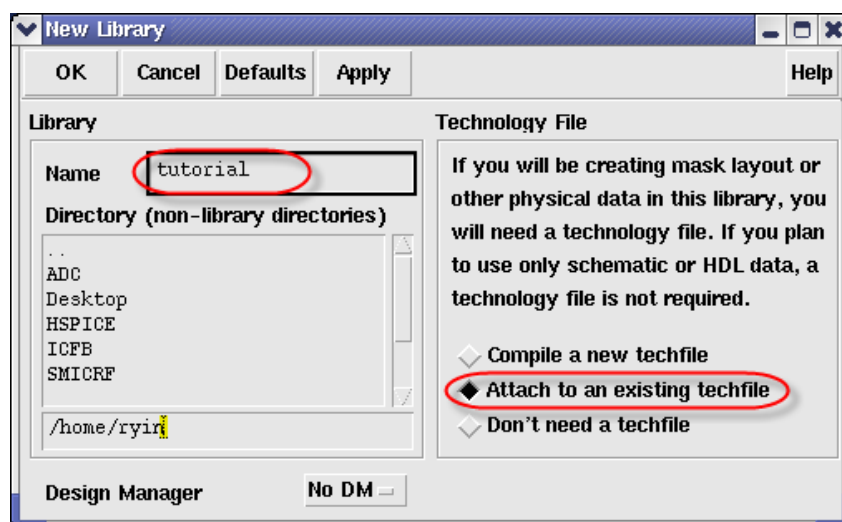 New Library
OK Cancel Defaults Apply Help
Library
Name tutorial
Directory (non-library directories)
..
ADC
Desktop
HSPICE
ICFB
SMICRF
Technology File
If you will be creating mask layout or
other physical data in this library, you
will need a technology file. If you plan
to use only schematic or HDL data, a
technology file is not required.
Compile a new techfile
Attach to an existing techfile
Don't need a techfile
Design Manager No DM